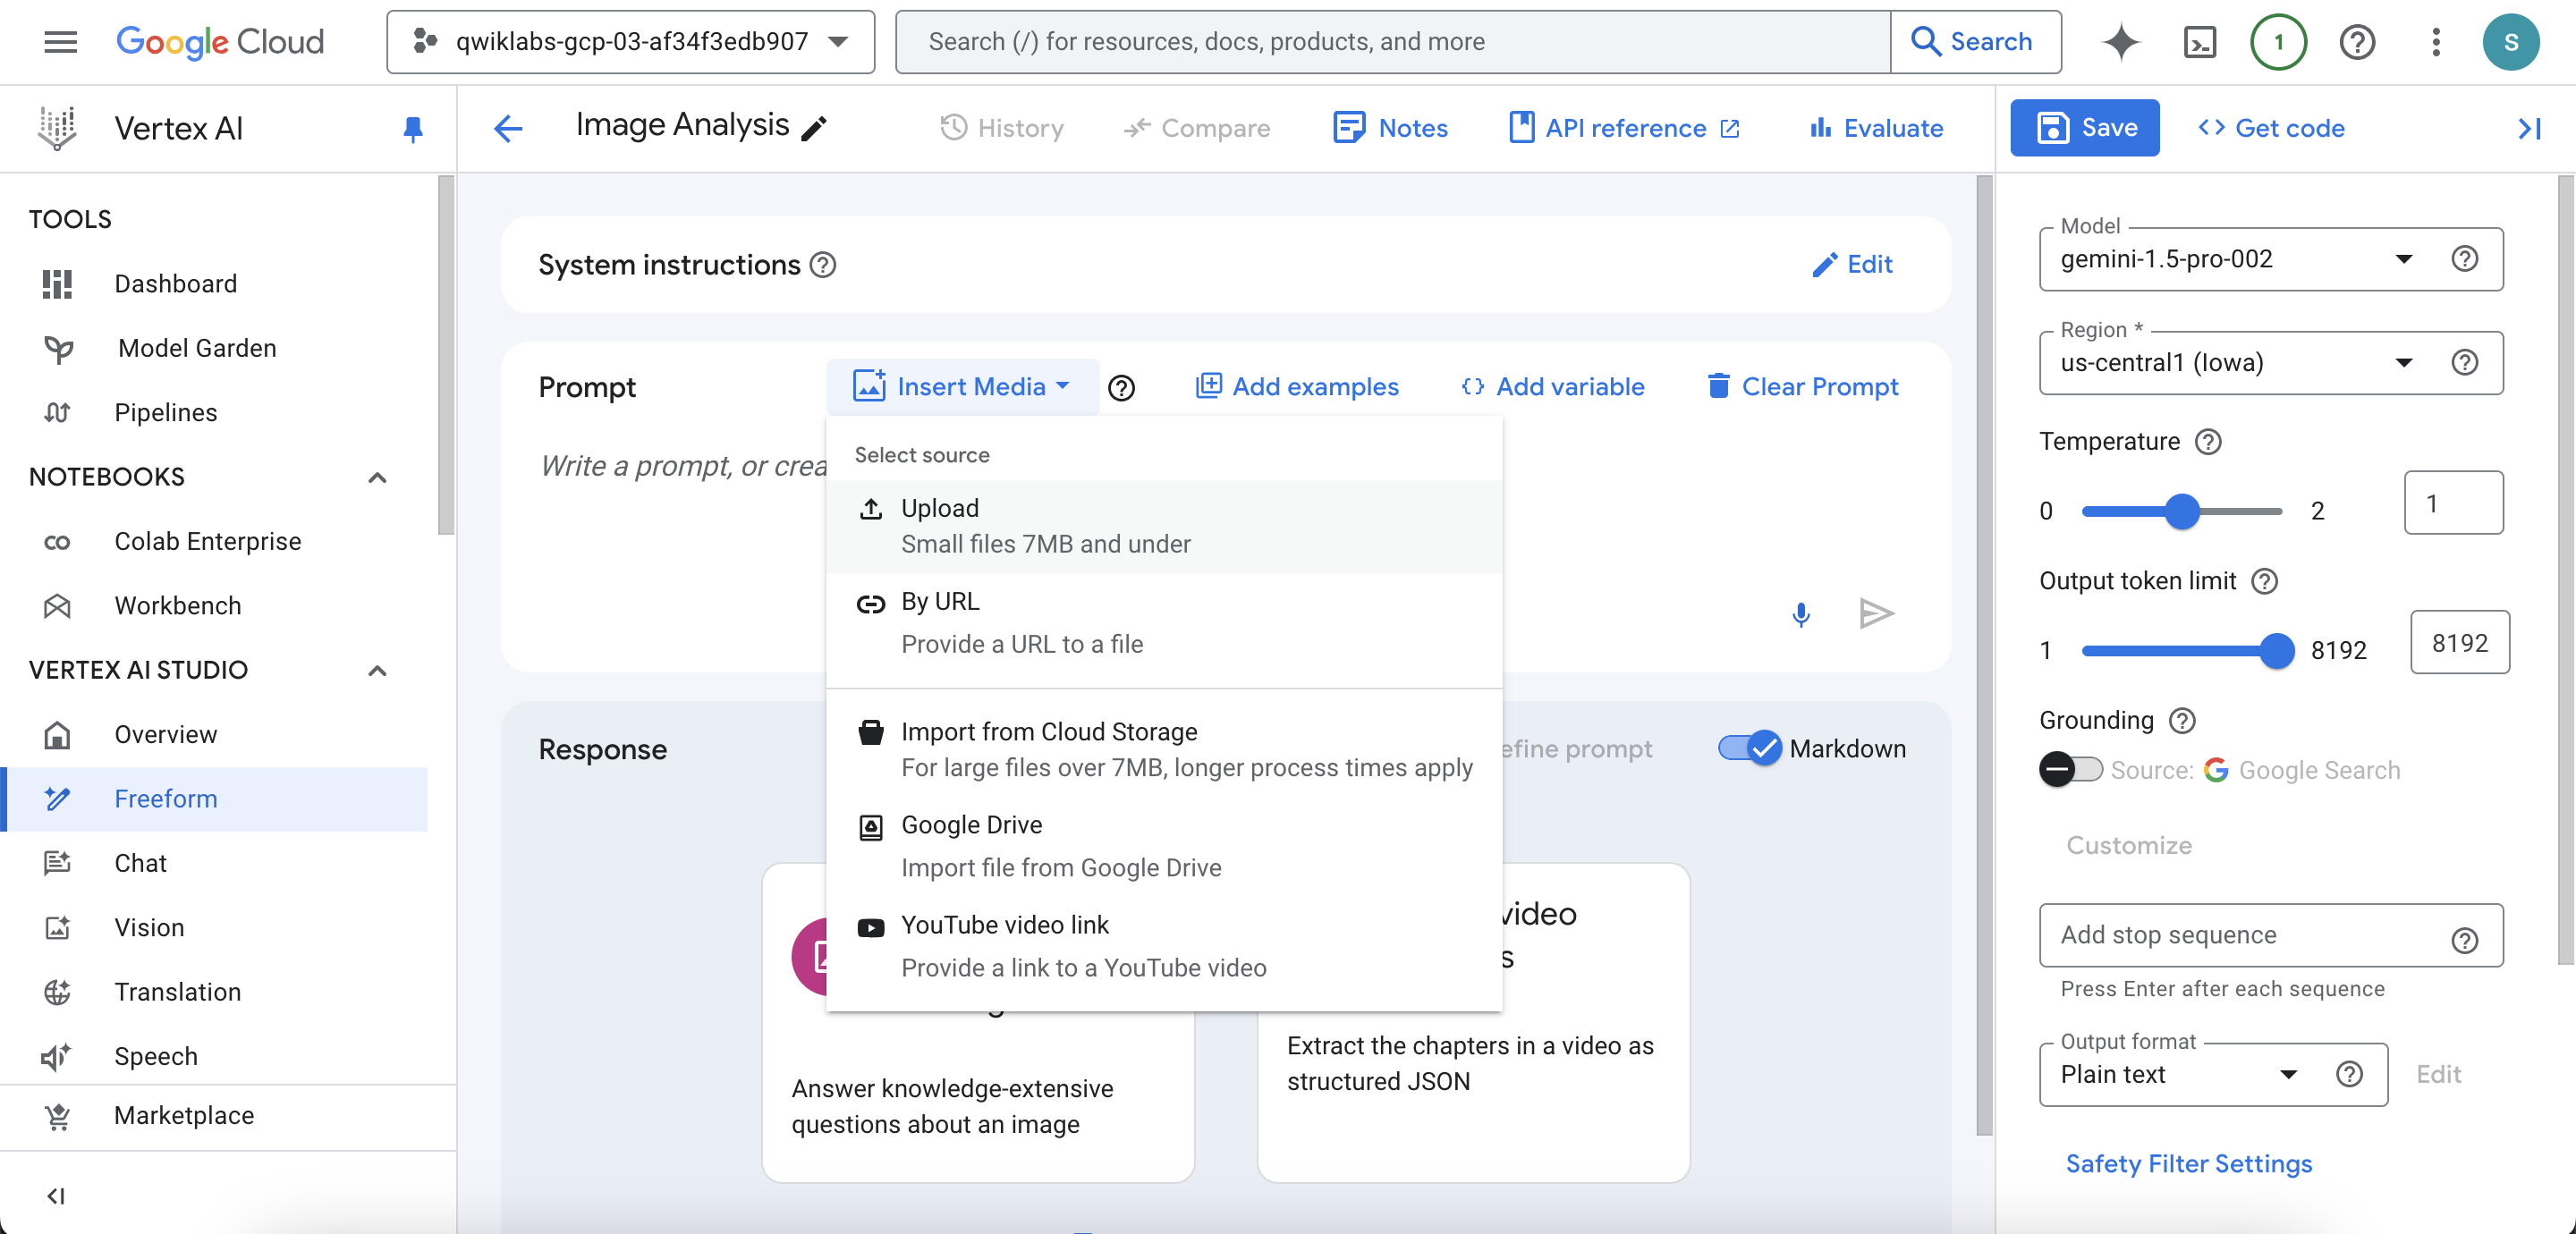 Google Cloud
qwiklabs-gcp-03-af34f3edb907
Search (/) for resources, docs, products, and more
Search
1
S
Vertex AI
TOOLS
Dashboard
Model Garden
Pipelines
NOTEBOOKS
Colab Enterprise
Workbench
VERTEX AI STUDIO
Overview
Freeform
Chat
Vision
Translation
Speech
Marketplace
Image Analysis
History
Compare
Notes
API reference
Evaluate
System instructions
Edit
Prompt
Insert Media
Add examples
Add variable
Clear Prompt
Write a prompt, or crea
Select source
Upload
Small files 7MB and under
By URL
Provide a URL to a file
Import from Cloud Storage
For large files over 7MB, longer process times apply
Google Drive
Import file from Google Drive
YouTube video link
Provide a link to a YouTube video
Response
efine prompt
Markdown
Answer knowledge-extensive
questions about an image
video
s
Extract the chapters in a video as
structured JSON
Save
Get code
Model
gemini-1.5-pro-002
Region *
us-central1 (Iowa)
Temperature
0
2
1
Output token limit
1
8192
8192
Grounding
Source: Google Search
Customize
Add stop sequence
Press Enter after each sequence
Output format
Plain text
Edit
Safety Filter Settings